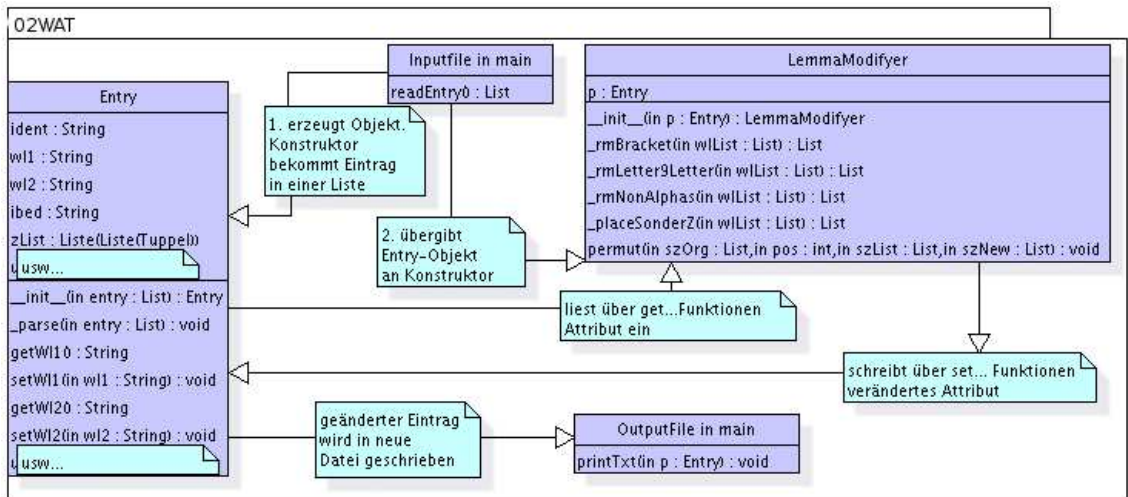 02WAT
Inputfile in main
readEntry() : List
LemmaModifyer
p : Entry
__init__(in p : Entry) : LemmaModifyer
_rmBracket(in wlList : List) : List
_rmLetter9Letter(in wlList : List) : List
_rmNonAlphas(in wlList : List) : List
_placeSonderZ(in wlList : List) : List
permut(in szOrg : List,in pos : int,in szList : List,in szNew : List) : void
Entry
ident : String
wl1 : String
wl2 : String
ibed : String
zList : Liste(Liste(Tuppel))
usw...
__init__(in entry : List) : Entry
_parse(in entry : List) : void
getWl1() : String
setWl1(in wl1 : String) : void
getWl2() : String
setWl2(in wl2 : String) : void
usw...
1. erzeugt Objekt.
Konstruktor
bekommt Eintrag
in einer Liste
2. übergibt
Entry-Objekt
an Konstruktor
liest über get...Funktionen
Attribut ein
schreibt über set... Funktionen
verändertes Attribut
geänderter Eintrag
wird in neue
Datei geschrieben
OutputFile in main
printTxt(in p : Entry) : void